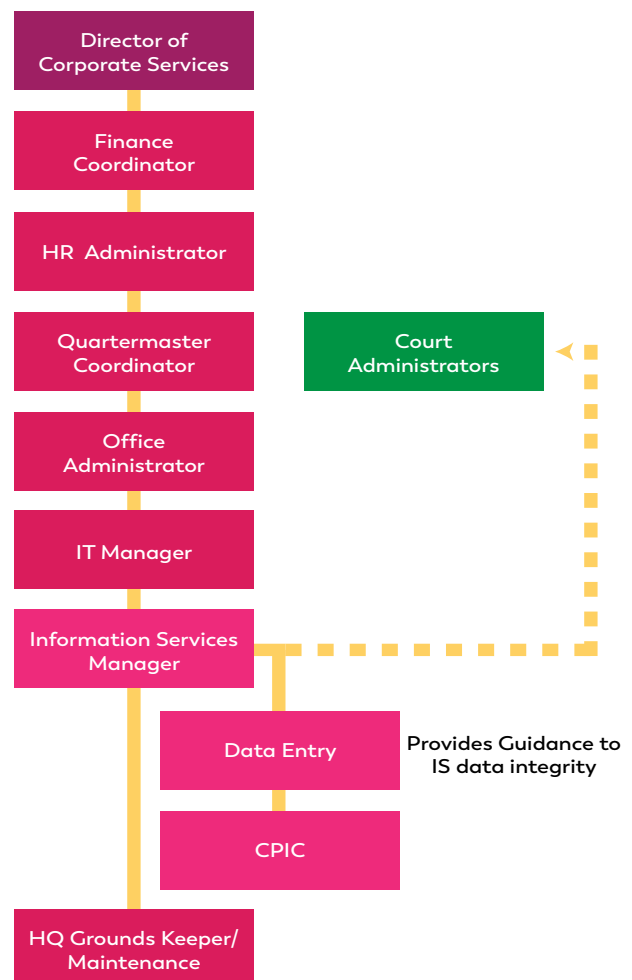 Director of
Corporate Services
Finance
Coordinator
HR Administrator
Quartermaster
Coordinator
Court
Administrators
Office
Administrator
IT Manager
Information Services
Manager
Data Entry
Provides Guidance to
IS data integrity
CPIC
HQ Grounds Keeper/
Maintenance